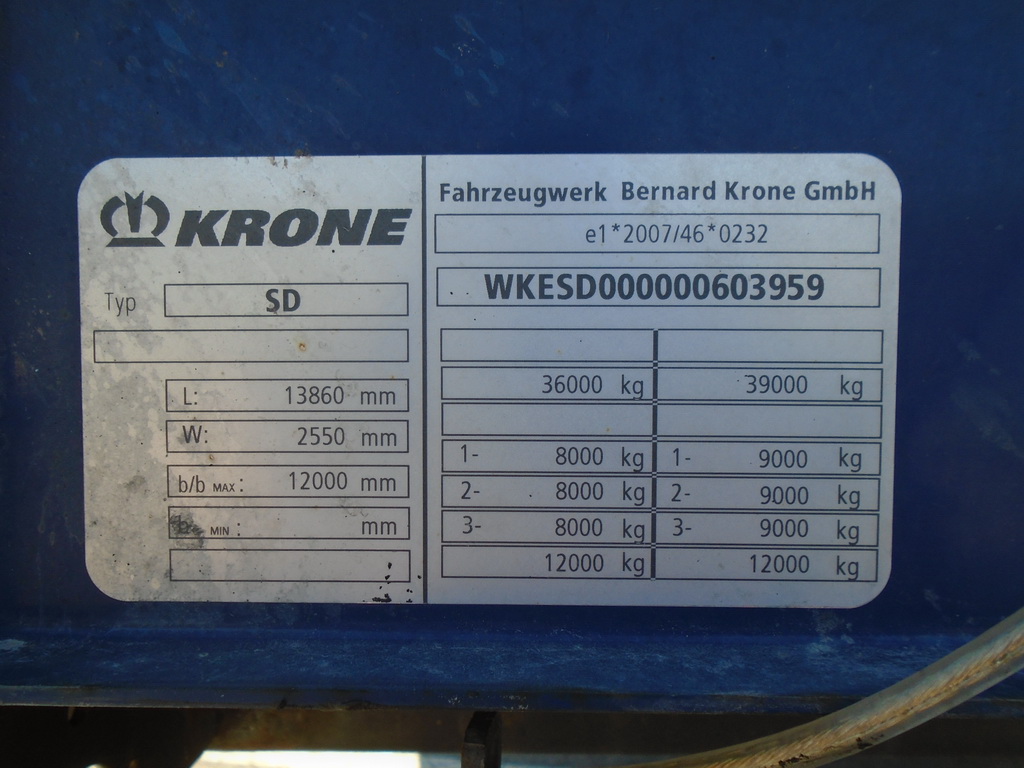 KRONE
Typ SD
L: 13860 mm
W: 2550 mm
b/b MAX: 12000 mm
b- MIN : mm
Fahrzeugwerk Bernard Krone GmbH
e1*2007/46*0232
WKESD000000603959
36000 kg 39000 kg
1- 8000 kg 1- 9000 kg
2- 8000 kg 2- 9000 kg
3- 8000 kg 3- 9000 kg
12000 kg 12000 kg